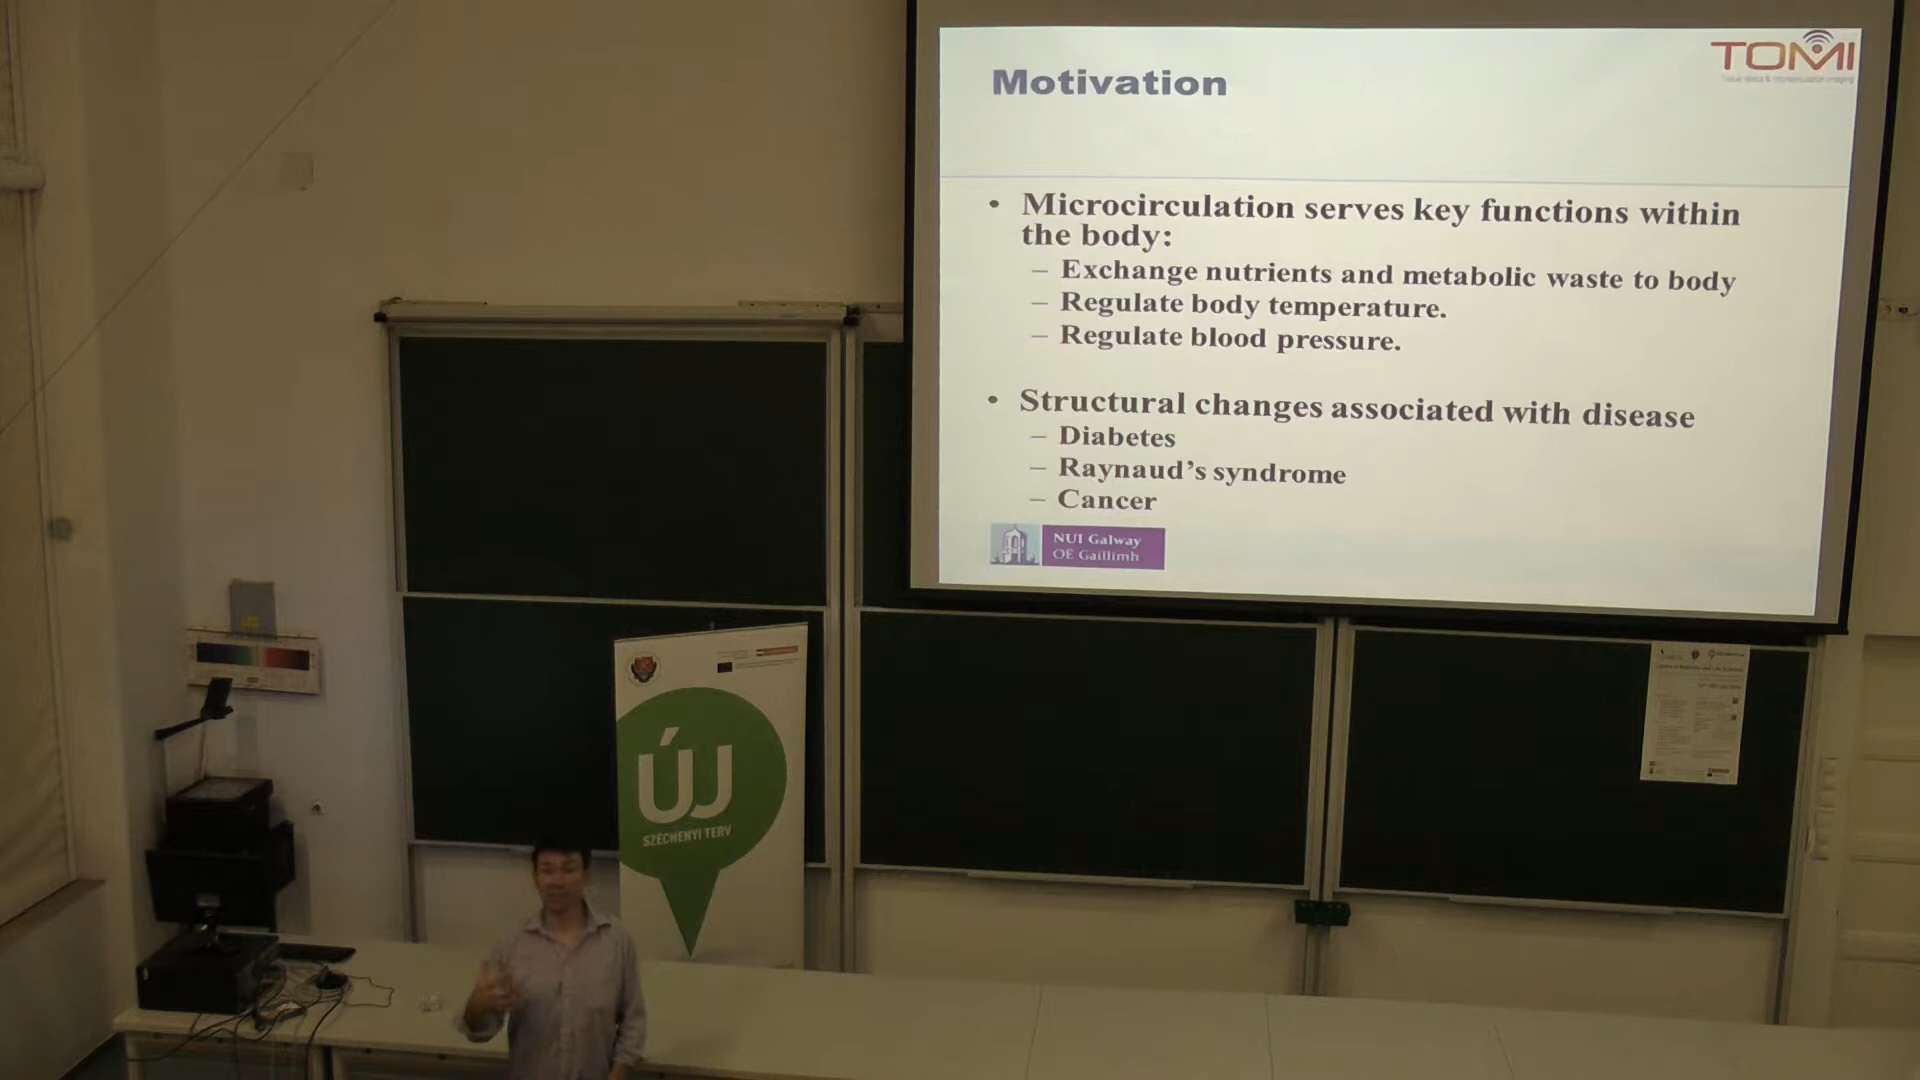 TOMI
Motivation
• Microcirculation serves key functions within
the body:
– Exchange nutrients and metabolic waste to body
– Regulate body temperature.
– Regulate blood pressure.
• Structural changes associated with disease
– Diabetes
– Raynaud's syndrome
– Cancer
NUI Galway
OE Gaillimh
ÚJ
SZÉCHENYI TERV